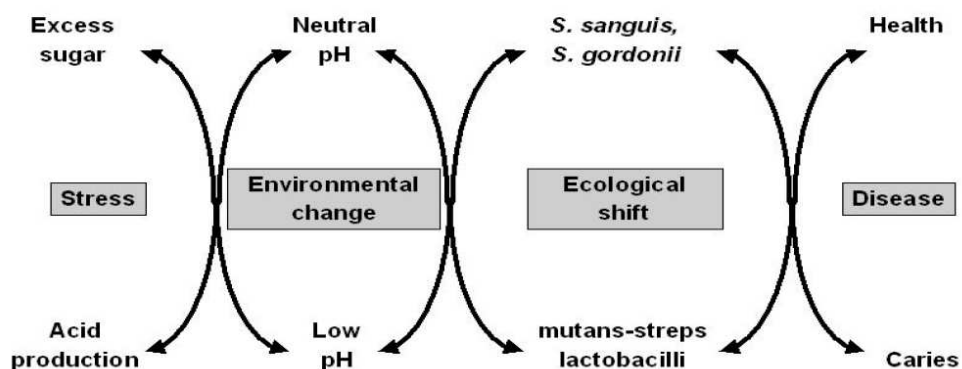 Excess
sugar
Neutral
pH
S. sanguis,
S. gordonii
Health
Stress
Environmental
change
Ecological
shift
Disease
Acid
production
Low
pH
mutans-streps
lactobacilli
Caries